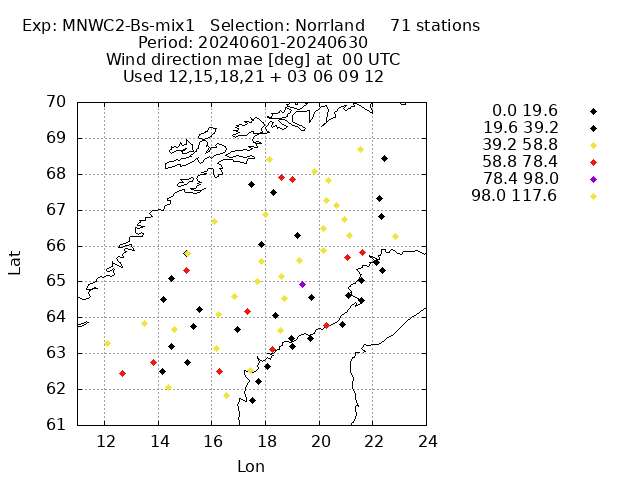 Exp: MNWC2-Bs-mix1 Selection: Norrland 71 stations
Period: 20240601-20240630
Wind direction mae [deg] at 00 UTC
Used 12,15,18,21 + 03 06 09 12
0.0 19.6
19.6 39.2
39.2 58.8
58.8 78.4
78.4 98.0
98.0 117.6
70
69
68
67
66
65
64
63
62
61
Lat
12 14 16 18 20 22 24
Lon